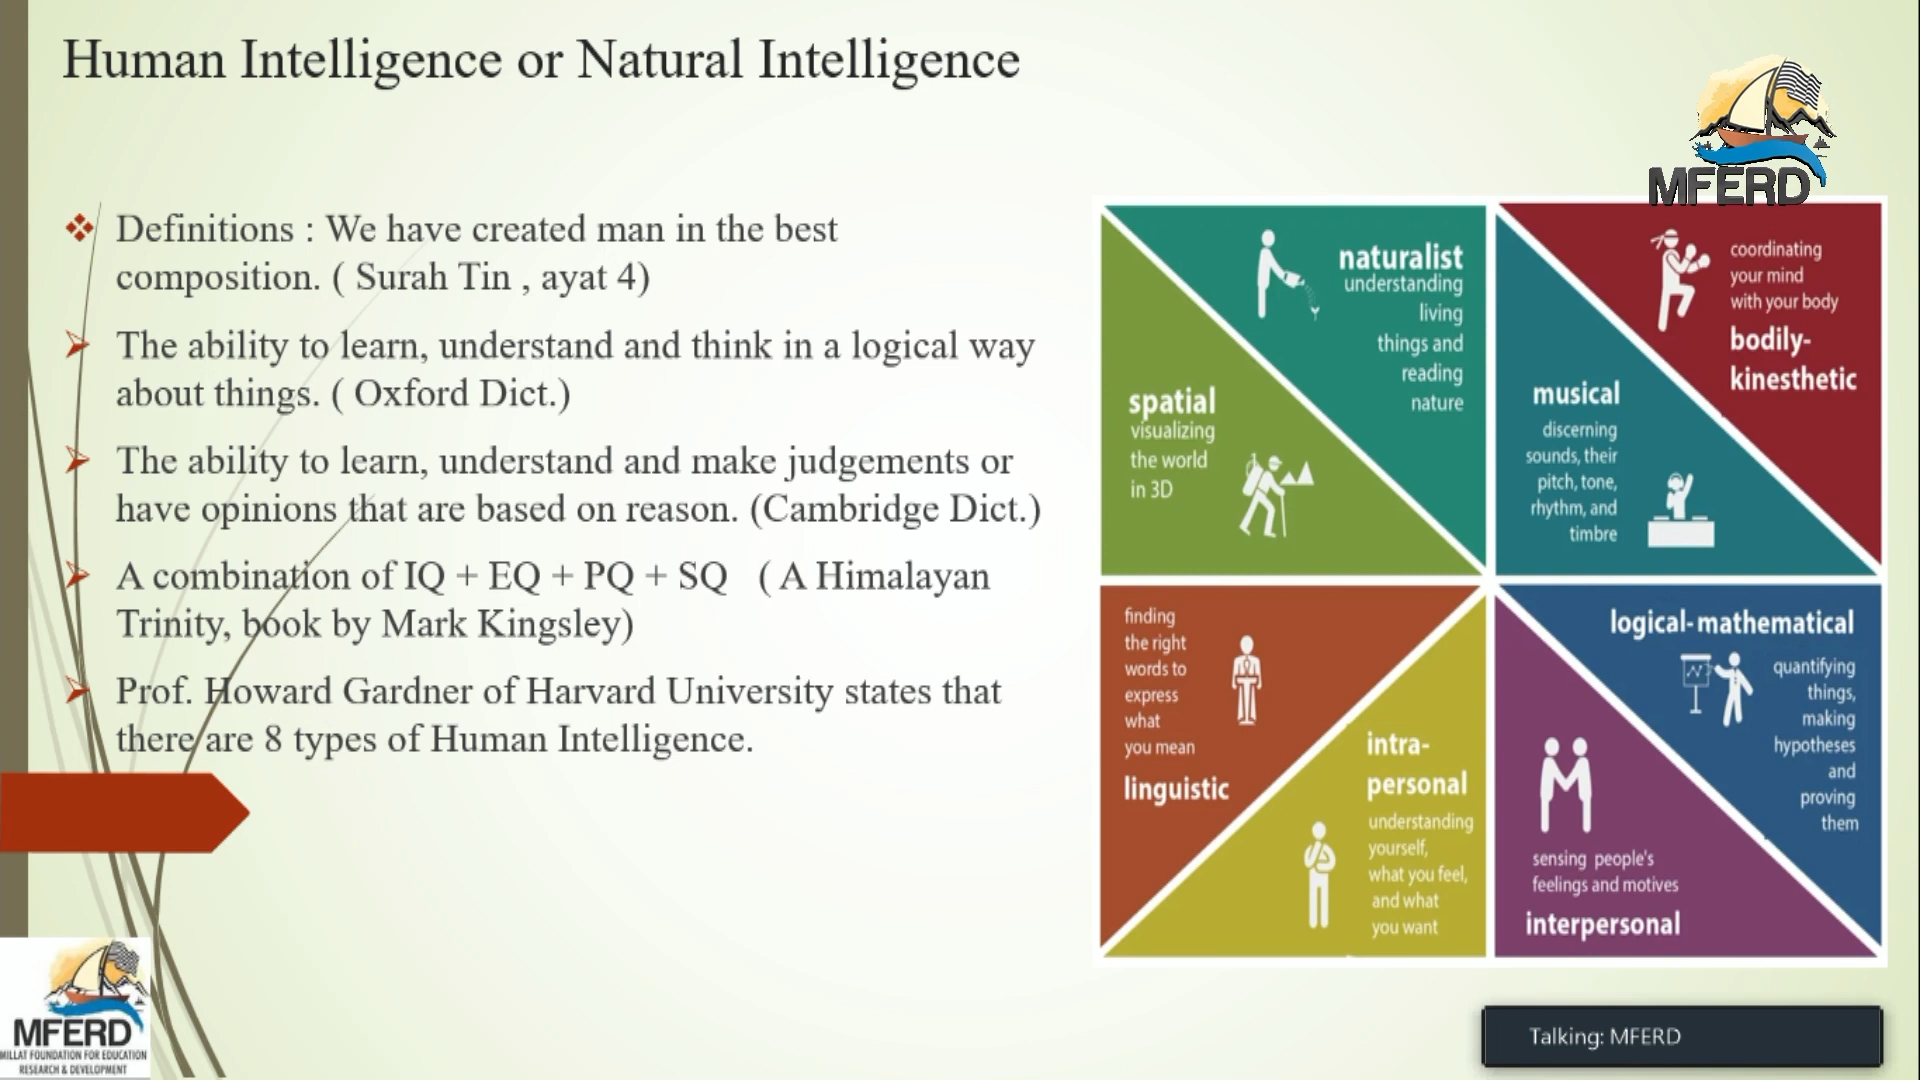 Human Intelligence or Natural Intelligence
MFERD
Definitions : We have created man in the best
composition. ( Surah Tin , ayat 4)
The ability to learn, understand and think in a logical way
about things. ( Oxford Dict.)
The ability to learn, understand and make judgements or
have opinions that are based on reason. (Cambridge Dict.)
A combination of IQ + EQ + PQ + SQ ( A Himalayan
Trinity, book by Mark Kingsley)
Prof. Howard Gardner of Harvard University states that
there are 8 types of Human Intelligence.
naturalist
understanding
living
things and
reading
nature
spatial
visualizing
the world
in 3D
coordinating
your mind
with your body
bodily-
kinesthetic
musical
discerning
sounds, their
pitch, tone,
rhythm, and
timbre
finding
the right
words to
express
what
you mean
linguistic
intra-
personal
understanding
yourself,
what you feel,
and what
you want
logical-mathematical
quantifying
things,
making
hypotheses
and
proving
them
sensing people's
feelings and motives
interpersonal
MFERD
MILLAT FOUNDATION FOR EDUCATION
RESEARCH & DEVELOPMENT
Talking: MFERD